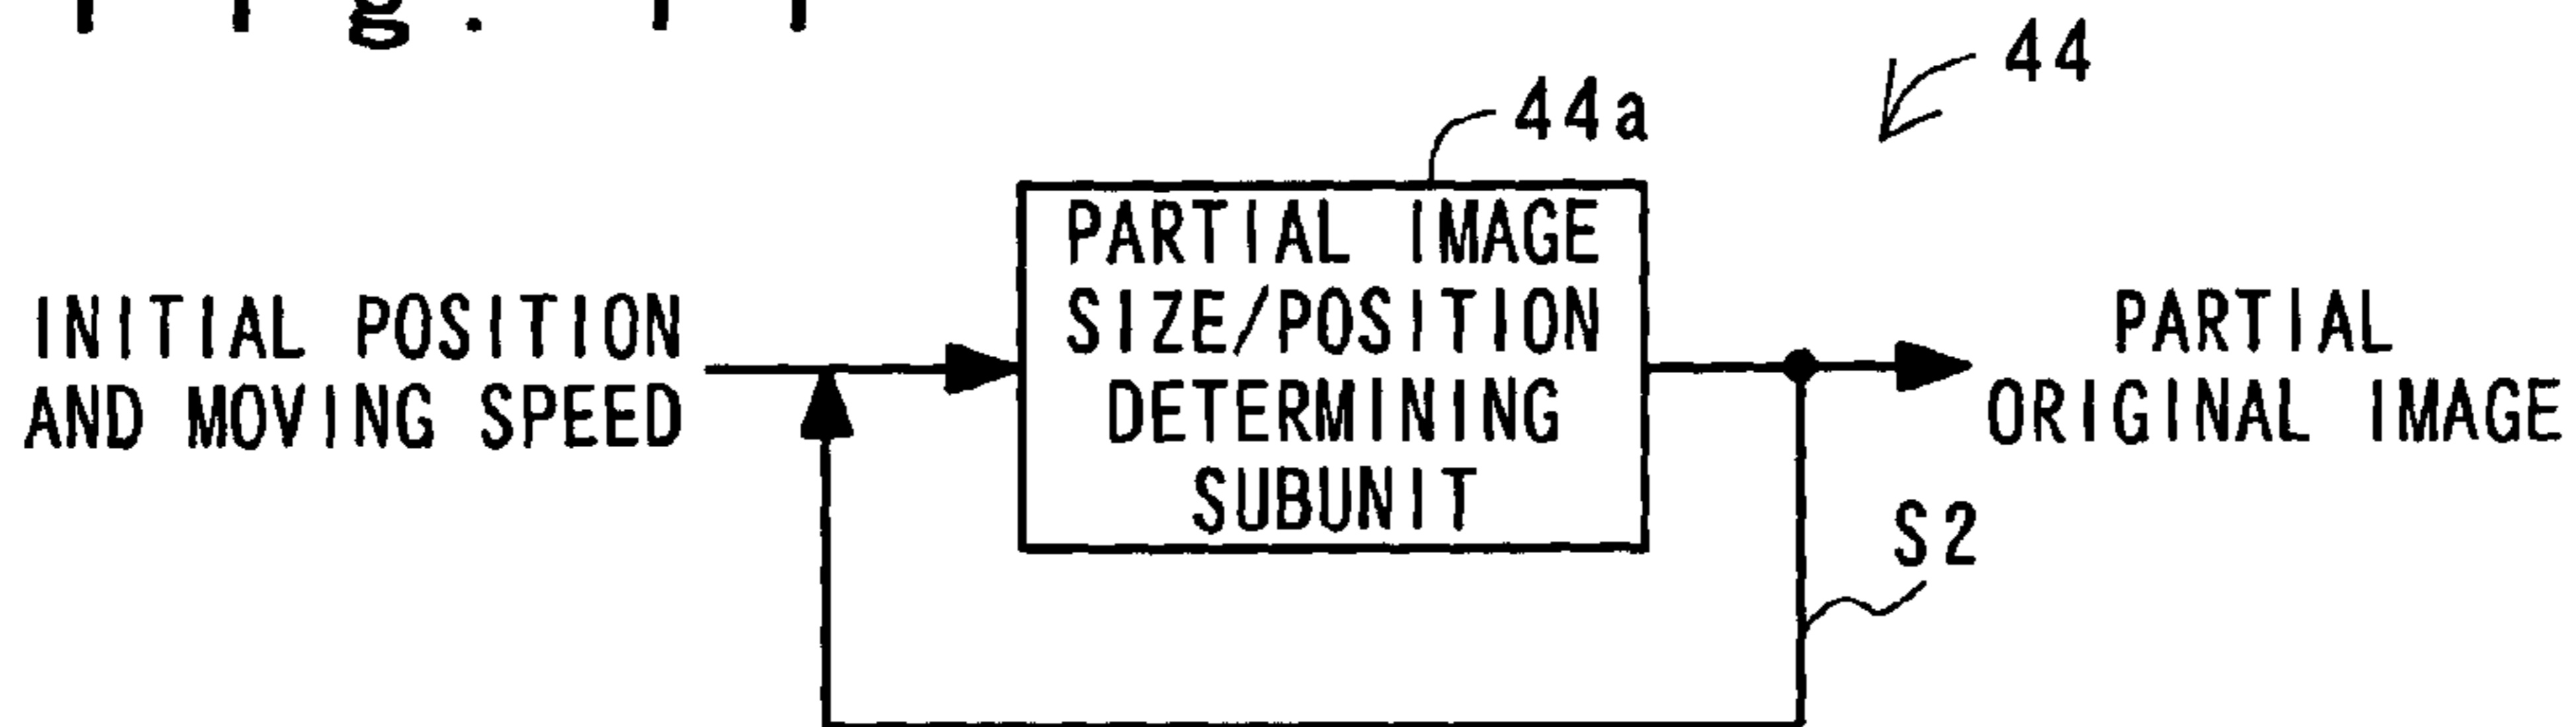 44
44a
PARTIAL IMAGE
SIZE/POSITION
DETERMINING
SUBUNIT
INITIAL POSITION
AND MOVING SPEED
PARTIAL
ORIGINAL IMAGE
S2